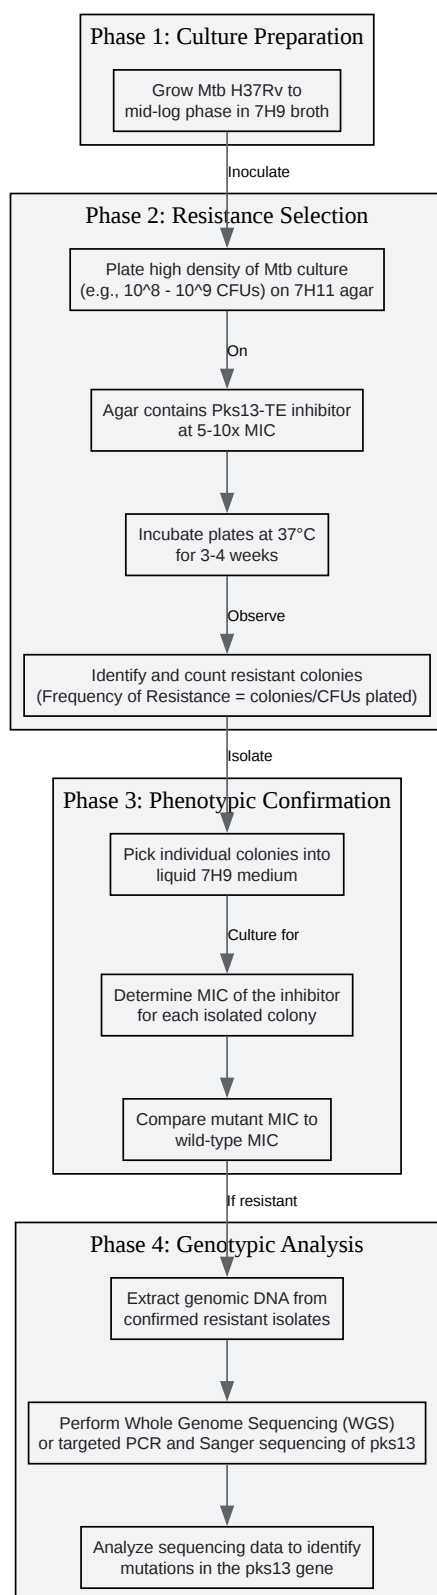 Phase 1: Culture Preparation
Grow Mtb H37Rv to
mid-log phase in 7H9 broth
Inoculate
Phase 2: Resistance Selection
Plate high density of Mtb culture
(e.g., 10^8 - 10^9 CFUs) on 7H11 agar
On
Agar contains Pks13-TE inhibitor
at 5-10x MIC
Incubate plates at 37°C
for 3-4 weeks
Observe
Identify and count resistant colonies
(Frequency of Resistance = colonies/CFUs plated)
Isolate
Phase 3: Phenotypic Confirmation
Pick individual colonies into
liquid 7H9 medium
Culture for
Determine MIC of the inhibitor
for each isolated colony
Compare mutant MIC to
wild-type MIC
If resistant
Phase 4: Genotypic Analysis
Extract genomic DNA from
confirmed resistant isolates
Perform Whole Genome Sequencing (WGS)
or targeted PCR and Sanger sequencing of pks13
Analyze sequencing data to identify
mutations in the pks13 gene